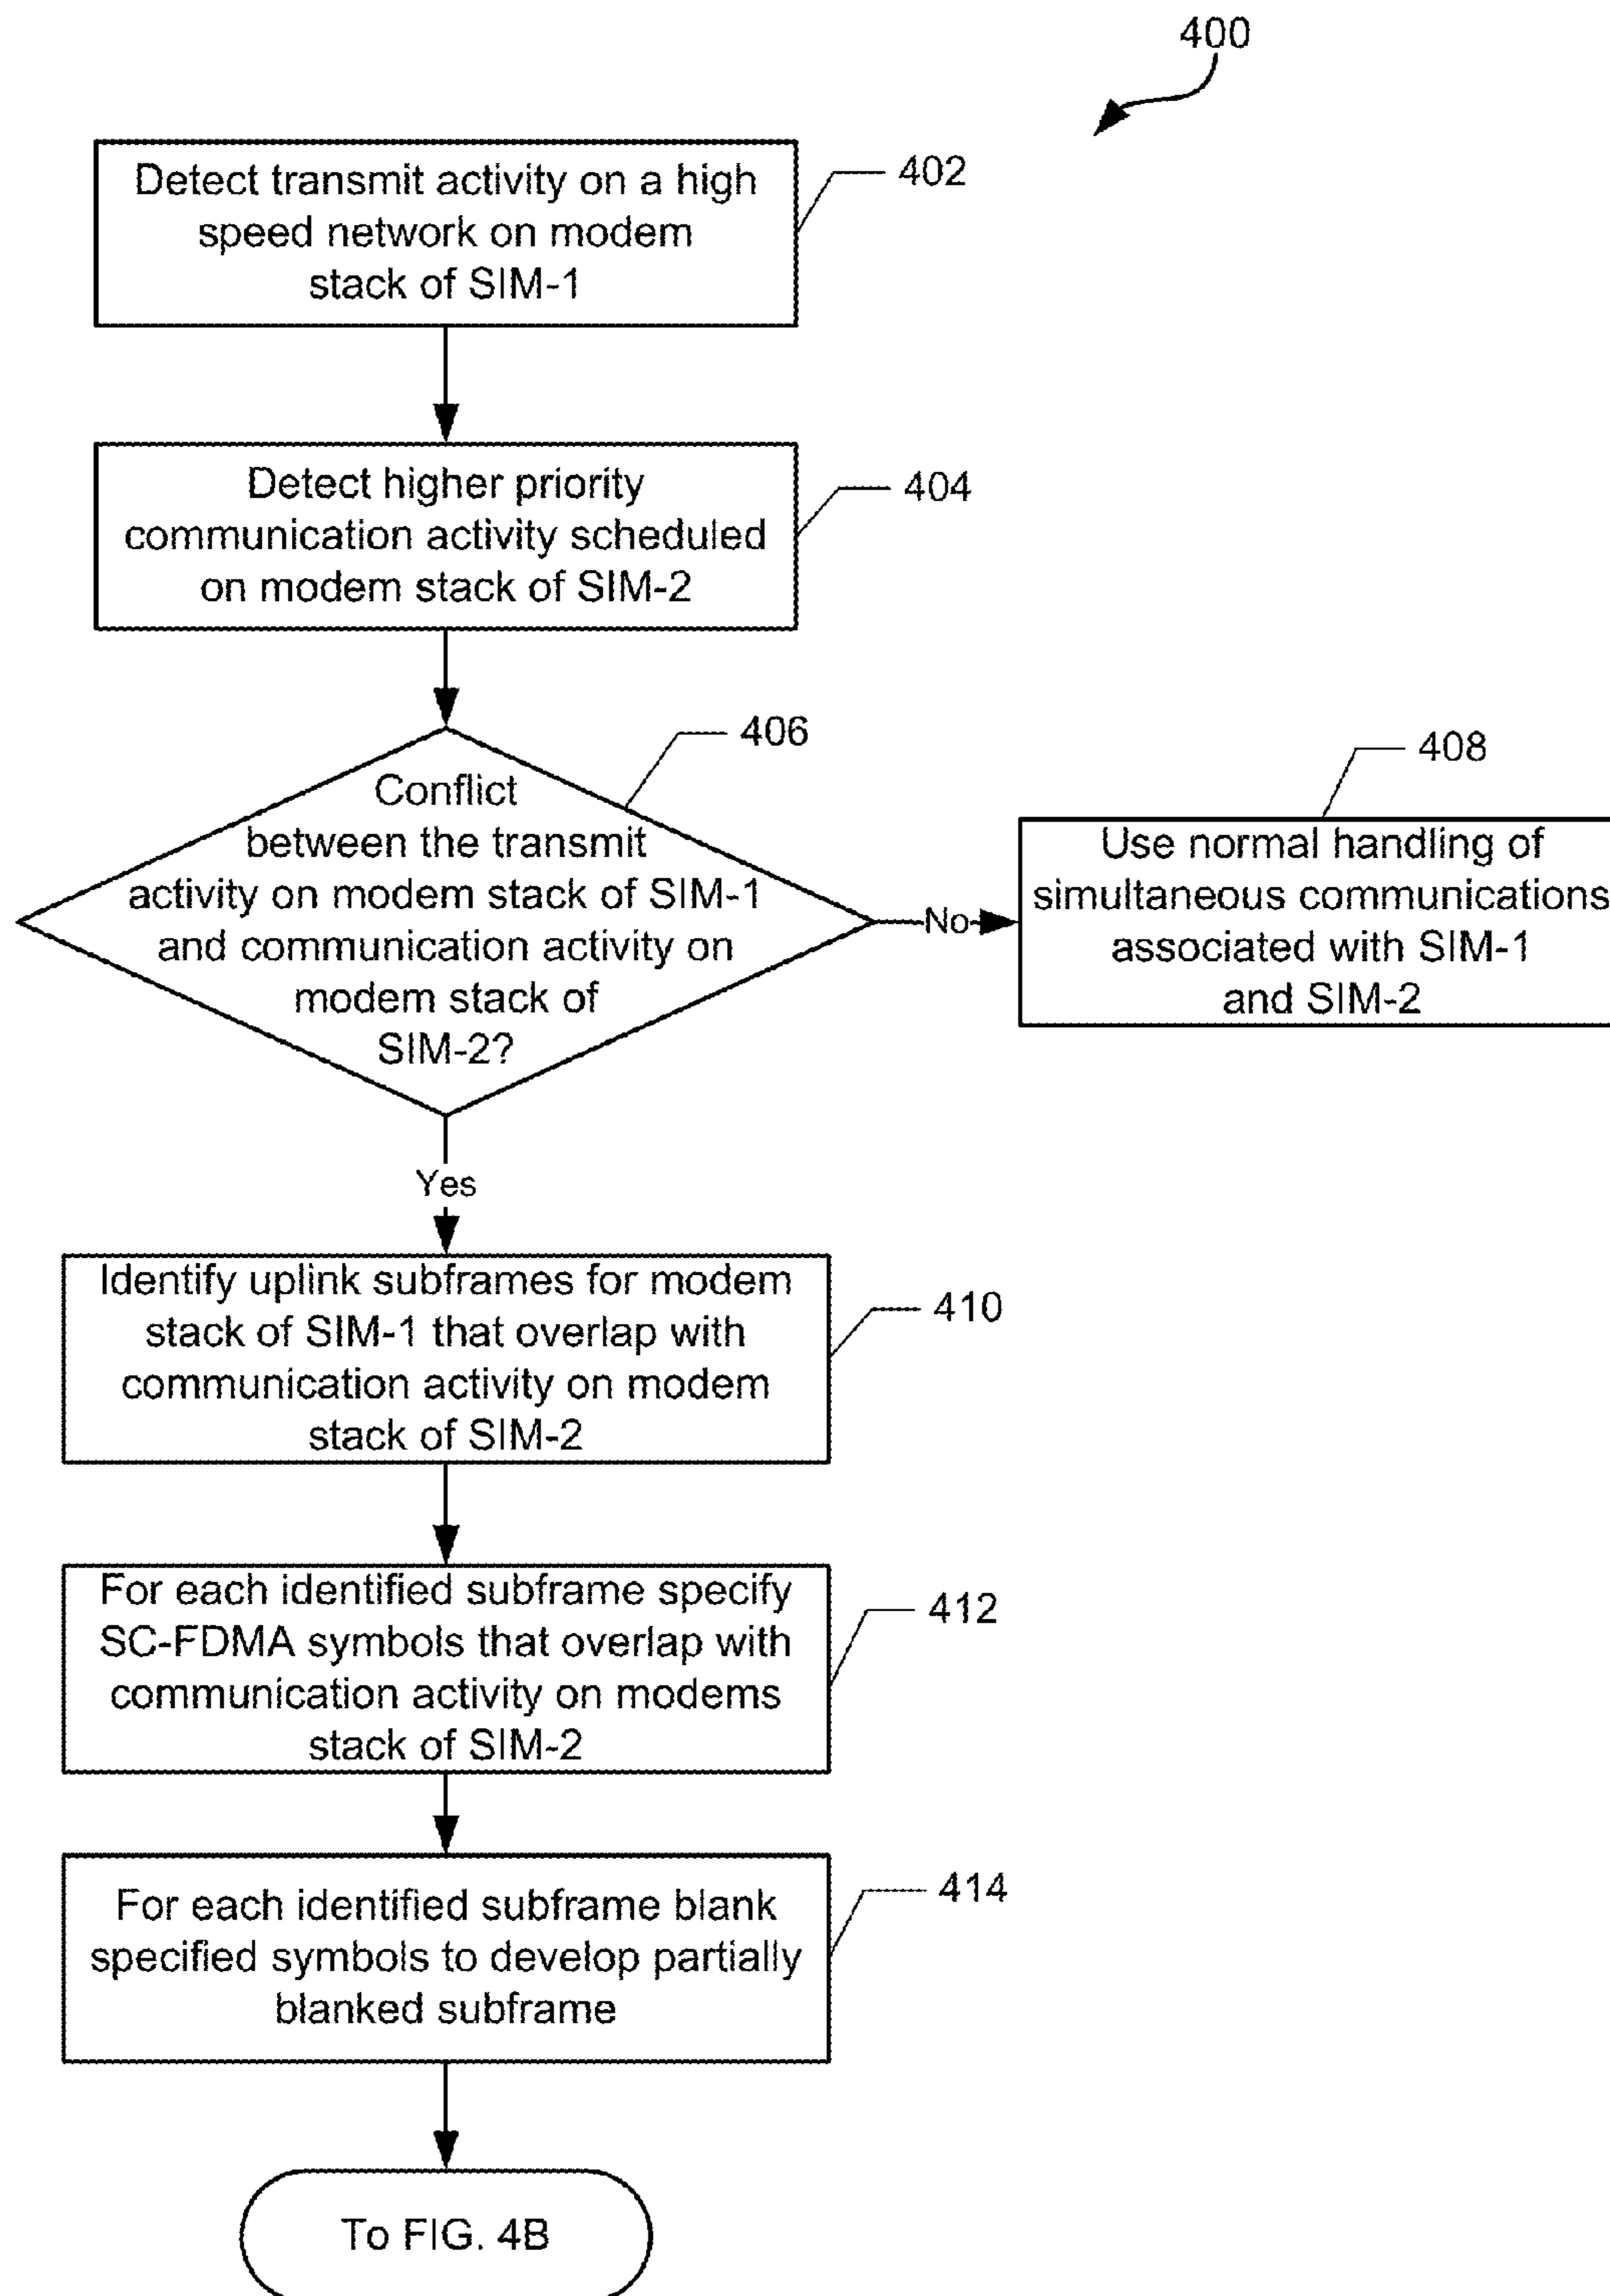 400
Detect transmit activity on a high
speed network on modem
stack of SIM-1
402
Detect higher priority
communication activity scheduled
on modem stack of SIM-2
404
Conflict
between the transmit
activity on modem stack of SIM-1
and communication activity on
modem stack of
SIM-2?
406
No
408
Use normal handling of
simultaneous communications
associated with SIM-1
and SIM-2
Yes
Identify uplink subframes for modem
stack of SIM-1 that overlap with
communication activity on modem
stack of SIM-2
410
For each identified subframe specify
SC-FDMA symbols that overlap with
communication activity on modems
stack of SIM-2
412
For each identified subframe blank
specified symbols to develop partially
blanked subframe
414
To FIG. 4B